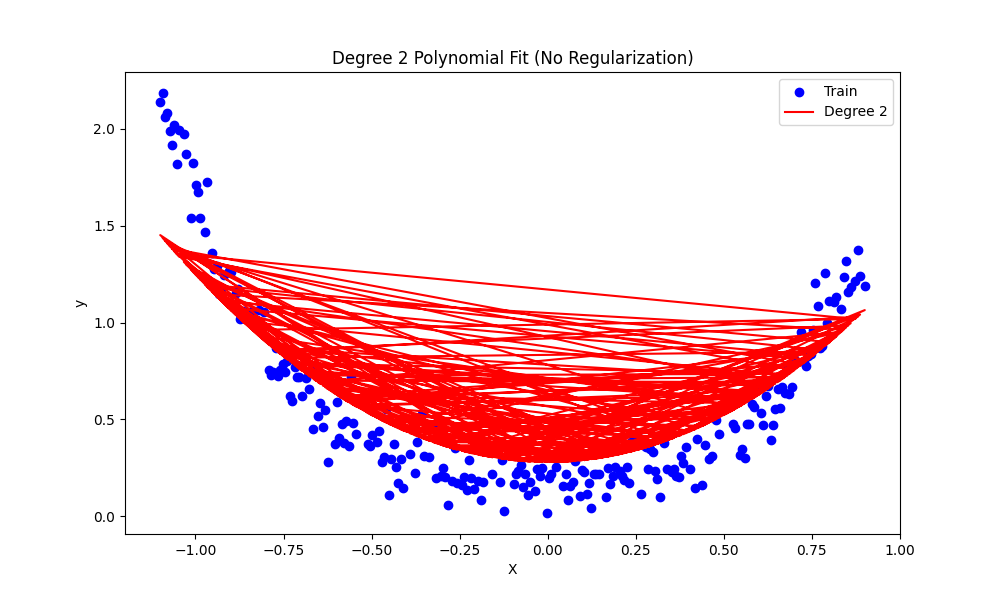 Degree 2 Polynomial Fit (No Regularization)
Train
Degree 2
y
2.0
1.5
1.0
0.5
0.0
−1.00 −0.75 −0.50 −0.25 0.00 0.25 0.50 0.75 1.00
X